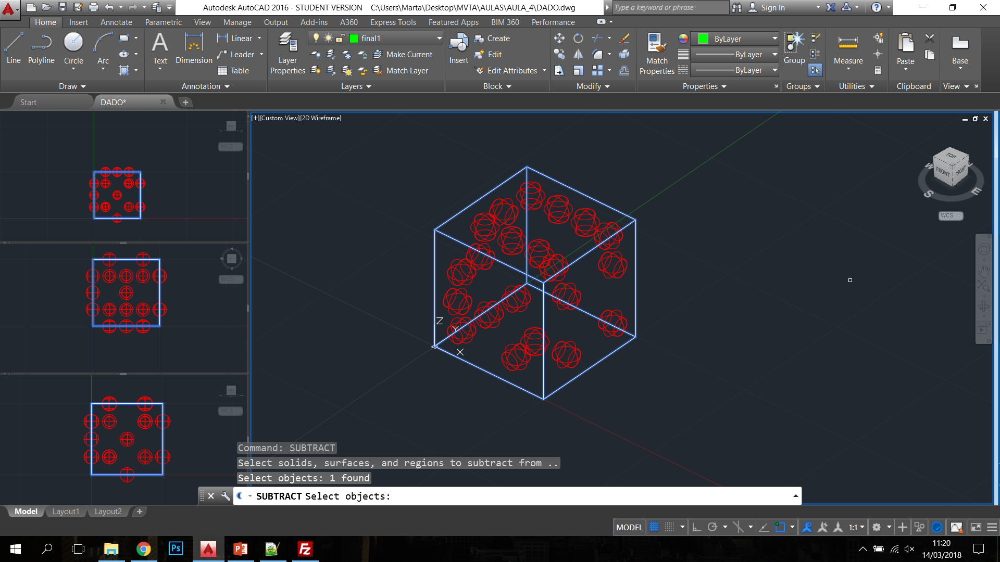 Autodesk AutoCAD 2016 - STUDENT VERSION C:\Users\Marta\Desktop\MVTA\AULAS\AULA_4\DADO.dwg
Type a keyword or phrase
Sign In
Home Insert Annotate Parametric View Manage Output Add-ins A360 Express Tools Featured Apps BIM 360 Performance
Line
Polyline
Circle
Arc
Draw
Text
Dimension
Linear
Leader
Table
Annotation
Layer
Properties
final1
Make Current
Match Layer
Layers
Insert
Create
Edit
Edit Attributes
Block
Modify
Match
Properties
ByLayer
ByLayer
ByLayer
Properties
Group
Groups
Measure
Utilities
Paste
Clipboard
Base
View
Start
DADO*
[+][Custom View][2D Wireframe]
WCS
TOP
FRONT
RIGHT
W
S
E
WCS
N
W
E
S
WCS
Z
Y
X
WCS
Command: SUBTRACT
Select solids, surfaces, and regions to subtract from ..
Select objects: 1 found
SUBTRACT Select objects:
Model Layout1 Layout2
MODEL
1:1
Ps
11:20
14/03/2018